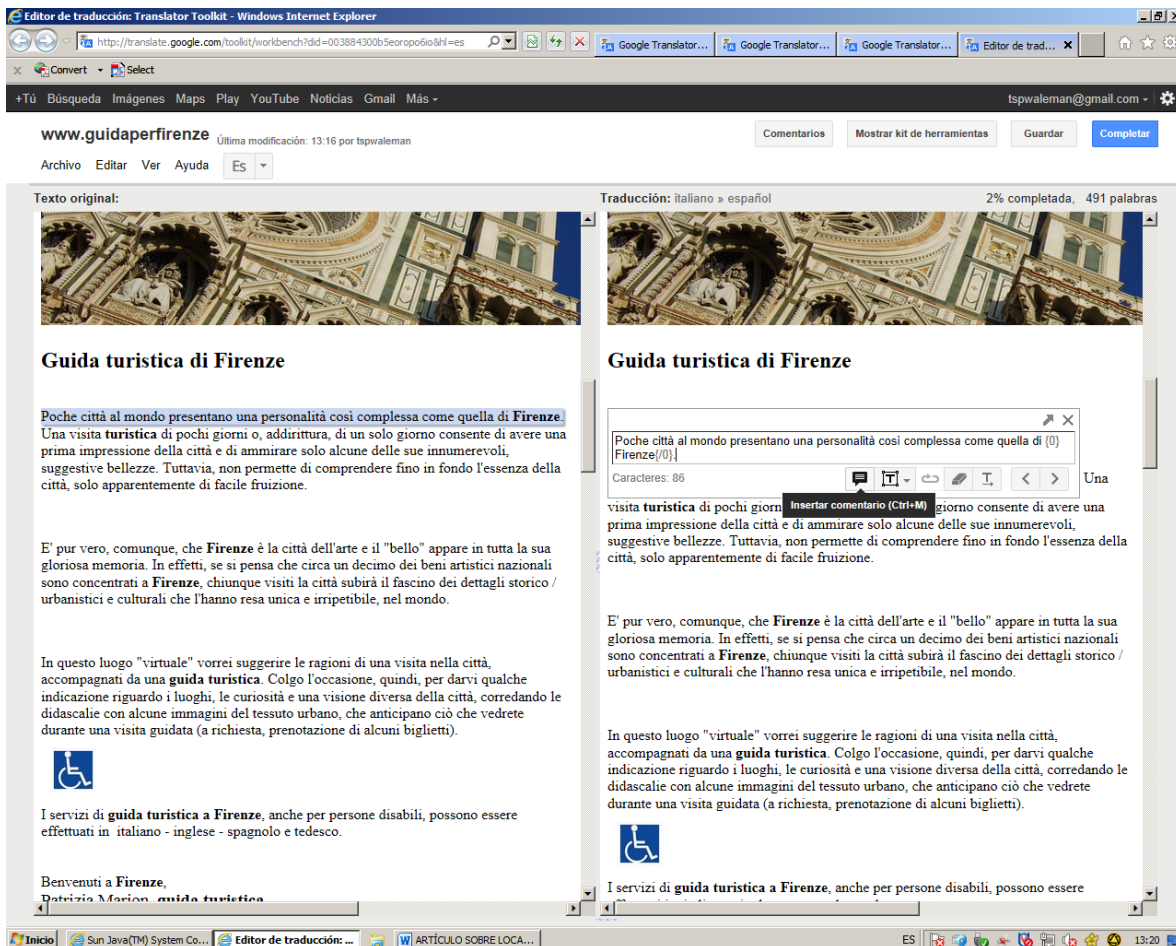 Editor de traducción: Translator Toolkit - Windows Internet Explorer
http://translate.google.com/toolkit/workbench?did=003884300b5eoropo6io&hl=es
Google Translator...
Google Translator...
Google Translator...
Editor de trad... X
x Convert Select
+Tú Búsqueda Imágenes Maps Play YouTube Noticias Gmail Más
tspwaleman@gmail.com
www.guidaperfirenze Última modificación: 13:16 por tspwaleman
Comentarios Mostrar kit de herramientas Guardar Completar
Archivo Editar Ver Ayuda Es
Texto original:
Guida turistica di Firenze
Poche città al mondo presentano una personalità così complessa come quella di Firenze.
Una visita turistica di pochi giorni o, addirittura, di un solo giorno consente di avere una
prima impressione della città e di ammirare solo alcune delle sue innumerevoli,
suggestive bellezze. Tuttavia, non permette di comprendere fino in fondo l'essenza della
città, solo apparentemente di facile fruizione.
E' pur vero, comunque, che Firenze è la città dell'arte e il "bello" appare in tutta la sua
gloriosa memoria. In effetti, se si pensa che circa un decimo dei beni artistici nazionali
sono concentrati a Firenze, chiunque visiti la città subirà il fascino dei dettagli storico /
urbanistici e culturali che l'hanno resa unica e irripetibile, nel mondo.
In questo luogo "virtuale" vorrei suggerire le ragioni di una visita nella città,
accompagnati da una guida turistica. Colgo l'occasione, quindi, per darvi qualche
indicazione riguardo i luoghi, le curiosità e una visione diversa della città, corredando le
didascalie con alcune immagini del tessuto urbano, che anticipano ciò che vedrete
durante una visita guidata (a richiesta, prenotazione di alcuni biglietti).
I servizi di guida turistica a Firenze, anche per persone disabili, possono essere
effettuati in italiano - inglese - spagnolo e tedesco.
Benvenuti a Firenze,
Patrizia Marion, guida turistica
Traducción: italiano » español
2% completada, 491 palabras
Guida turistica di Firenze
Poche città al mondo presentano una personalità così complessa come quella di {0}
Firenze{/0}.
Caracteres: 86
Insertar comentario (Ctrl+M)
Una
visita turistica di pochi giorn giorno consente di avere una
prima impressione della città e di ammirare solo alcune delle sue innumerevoli,
suggestive bellezze. Tuttavia, non permette di comprendere fino in fondo l'essenza della
città, solo apparentemente di facile fruizione.
E' pur vero, comunque, che Firenze è la città dell'arte e il "bello" appare in tutta la sua
gloriosa memoria. In effetti, se si pensa che circa un decimo dei beni artistici nazionali
sono concentrati a Firenze, chiunque visiti la città subirà il fascino dei dettagli storico /
urbanistici e culturali che l'hanno resa unica e irripetibile, nel mondo.
In questo luogo "virtuale" vorrei suggerire le ragioni di una visita nella città,
accompagnati da una guida turistica. Colgo l'occasione, quindi, per darvi qualche
indicazione riguardo i luoghi, le curiosità e una visione diversa della città, corredando le
didascalie con alcune immagini del tessuto urbano, che anticipano ciò che vedrete
durante una visita guidata (a richiesta, prenotazione di alcuni biglietti).
I servizi di guida turistica a Firenze, anche per persone disabili, possono essere
Inicio
Sun Java(TM) System Co...
Editor de traducción: ...
ARTÍCULO SOBRE LOCA...
ES
13:20